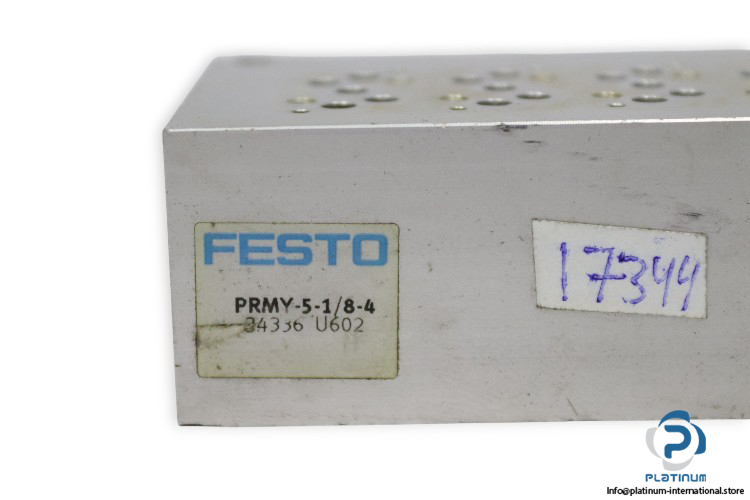 FESTO
PRMY-5-1/8-4
34336 U602
17344
P
PLATINUM
Info@platinum-international.store